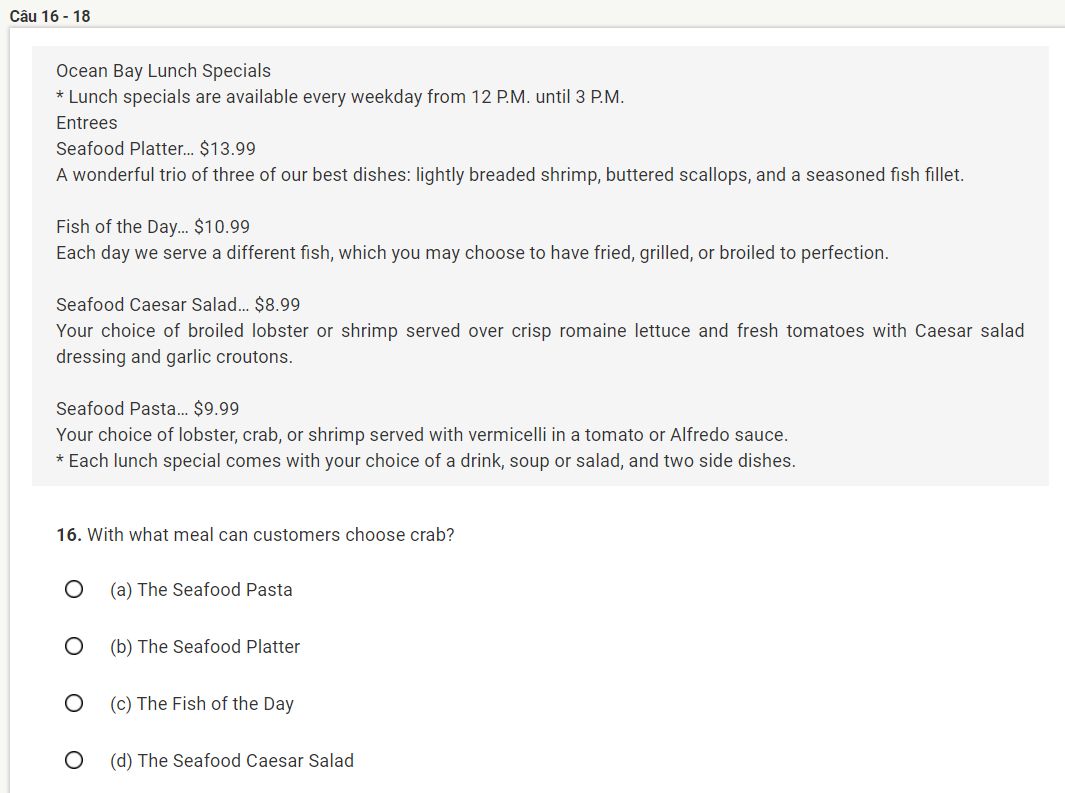 Câu 16 - 18
Ocean Bay Lunch Specials
* Lunch specials are available every weekday from 12 P.M. until 3 P.M.
Entrees
Seafood Platter... $13.99
A wonderful trio of three of our best dishes: lightly breaded shrimp, buttered scallops, and a seasoned fish fillet.
Fish of the Day... $10.99
Each day we serve a different fish, which you may choose to have fried, grilled, or broiled to perfection.
Seafood Caesar Salad... $8.99
Your choice of broiled lobster or shrimp served over crisp romaine lettuce and fresh tomatoes with Caesar salad
dressing and garlic croutons.
Seafood Pasta... $9.99
Your choice of lobster, crab, or shrimp served with vermicelli in a tomato or Alfredo sauce.
* Each lunch special comes with your choice of a drink, soup or salad, and two side dishes.
16. With what meal can customers choose crab?
(a) The Seafood Pasta
(b) The Seafood Platter
(c) The Fish of the Day
(d) The Seafood Caesar Salad